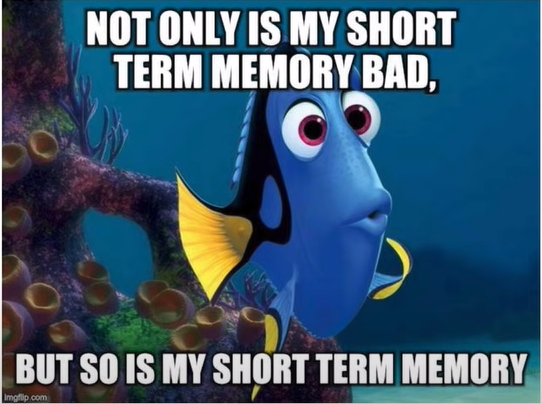 NOT ONLY IS MY SHORT
TERM MEMORY BAD,
BUT SO IS MY SHORT TERM MEMORY
imgflip.com